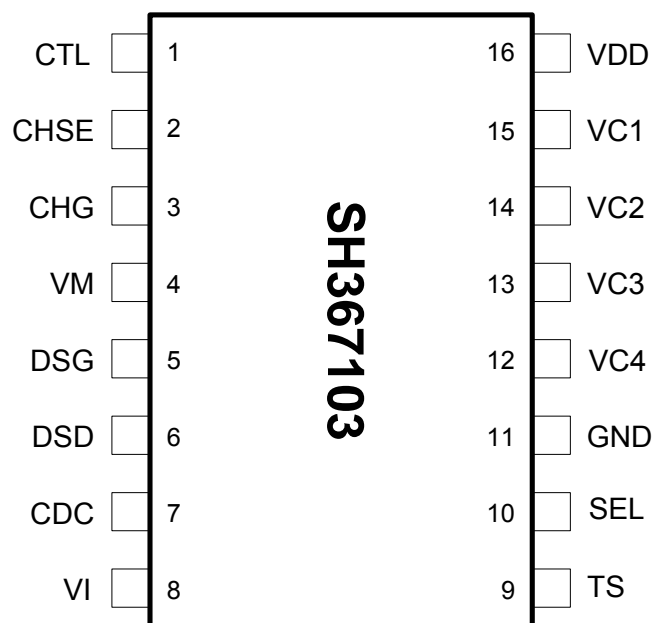 CTL 1 16 VDD
CHSE 2 15 VC1
CHG 3 14 VC2
VM 4 13 VC3
DSG 5 12 VC4
DSD 6 11 GND
CDC 7 10 SEL
VI 8 9 TS
SH367103